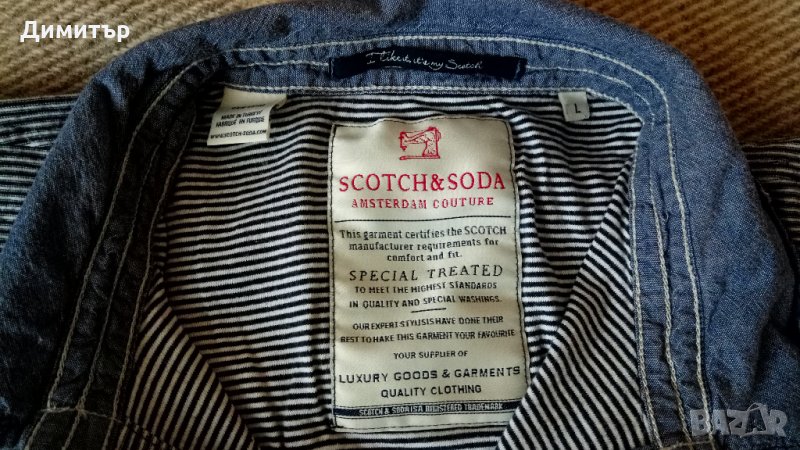 Димитър
I liked it's my Scotch
MADE IN TURKEY
FABRIQUÉ EN TURQUIE
WWW.SCOTCH-SODA.COM
L
SCOTCH&SODA
AMSTERDAM COUTURE
This garment certifies the SCOTCH
manufacturer requirements for
comfort and fit.
SPECIAL TREATED
TO MEET THE HIGHEST STANDARDS
IN QUALITY AND SPECIAL WASHINGS.
OUR EXPERT STYLISTS HAVE DONE THEIR
BEST TO MAKE THIS GARMENT YOUR FAVOURITE
YOUR SUPPLIER OF
LUXURY GOODS & GARMENTS
QUALITY CLOTHING
SCOTCH & SODA IS A REGISTERED TRADEMARK
BAZAR